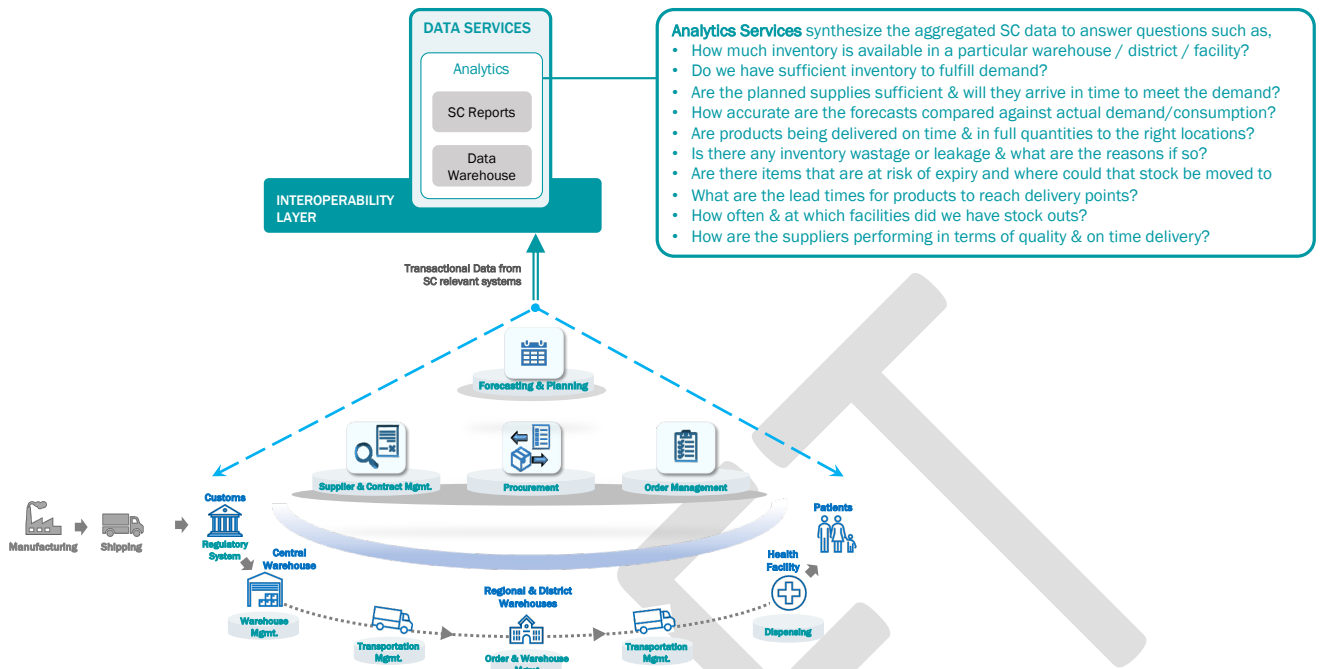 DATA SERVICES
Analytics
SC Reports
Data
Warehouse
INTEROPERABILITY
LAYER
Analytics Services synthesize the aggregated SC data to answer questions such as,
• How much inventory is available in a particular warehouse / district / facility?
• Do we have sufficient inventory to fulfill demand?
• Are the planned supplies sufficient & will they arrive in time to meet the demand?
• How accurate are the forecasts compared against actual demand/consumption?
• Are products being delivered on time & in full quantities to the right locations?
• Is there any inventory wastage or leakage & what are the reasons if so?
• Are there items that are at risk of expiry and where could that stock be moved to
• What are the lead times for products to reach delivery points?
• How often & at which facilities did we have stock outs?
• How are the suppliers performing in terms of quality & on time delivery?
Transactional Data from
SC relevant systems
Forecasting & Planning
Supplier & Contract Mgmt.
Procurement
Order Management
Manufacturing
Shipping
Customs
Regulatory
System
Central
Warehouse
Warehouse
Mgmt.
Transportation
Mgmt.
Regional & District
Warehouses
Order & Warehouse
Mgmt.
Transportation
Mgmt.
Health
Facility
Dispensing
Patients